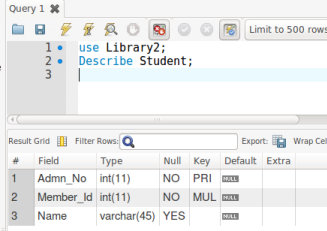 Query 1
Limit to 500 rows
1 use Library2;
2 Describe Student;
3
Result Grid Filter Rows: Export: Wrap Cel
# Field Type Null Key Default Extra
1 Admn_No int(11) NO PRI NULL
2 Member_Id int(11) NO MUL NULL
3 Name varchar(45) YES NULL